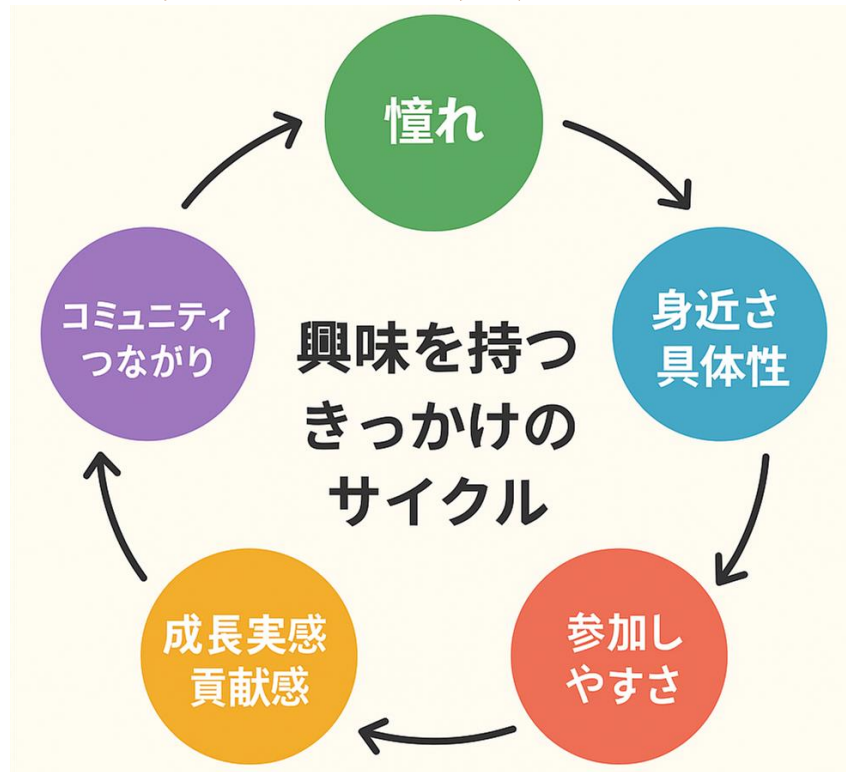 興味を持つ
きっかけの
サイクル
憧れ
身近さ
具体性
参加し
やすさ
成長実感
貢献感
コミュニティ
つながり